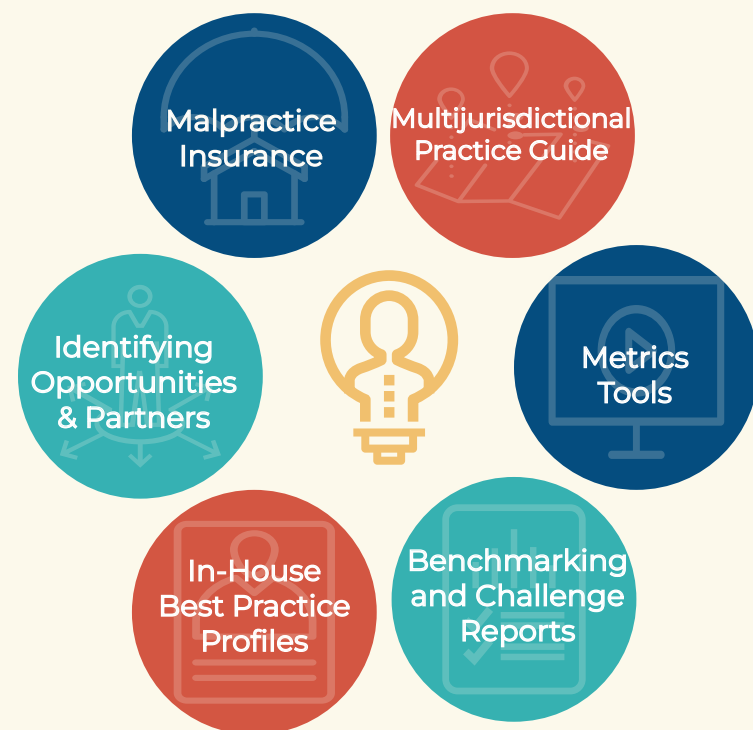 Malpractice
Insurance
Multijurisdictional
Practice Guide
Identifying
Opportunities
& Partners
Metrics
Tools
In-House
Best Practice
Profiles
Benchmarking
and Challenge
Reports